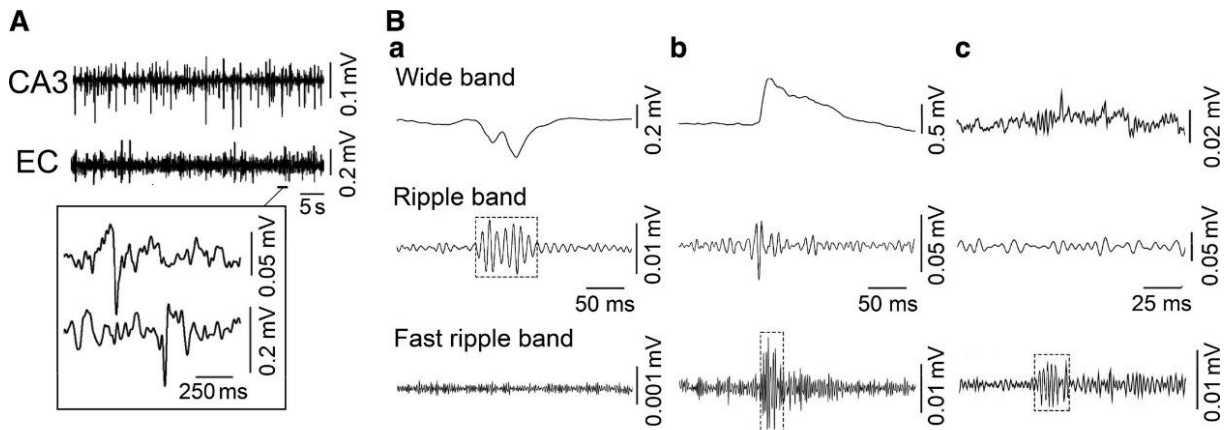 A
CA3
0.1 mV
EC
0.2 mV
5 s
0.05 mV
0.2 mV
250 ms
B
a
b
c
Wide band
0.2 mV
0.5 mV
0.02 mV
Ripple band
0.01 mV
0.05 mV
0.05 mV
50 ms
50 ms
25 ms
Fast ripple band
0.001 mV
0.01 mV
0.01 mV